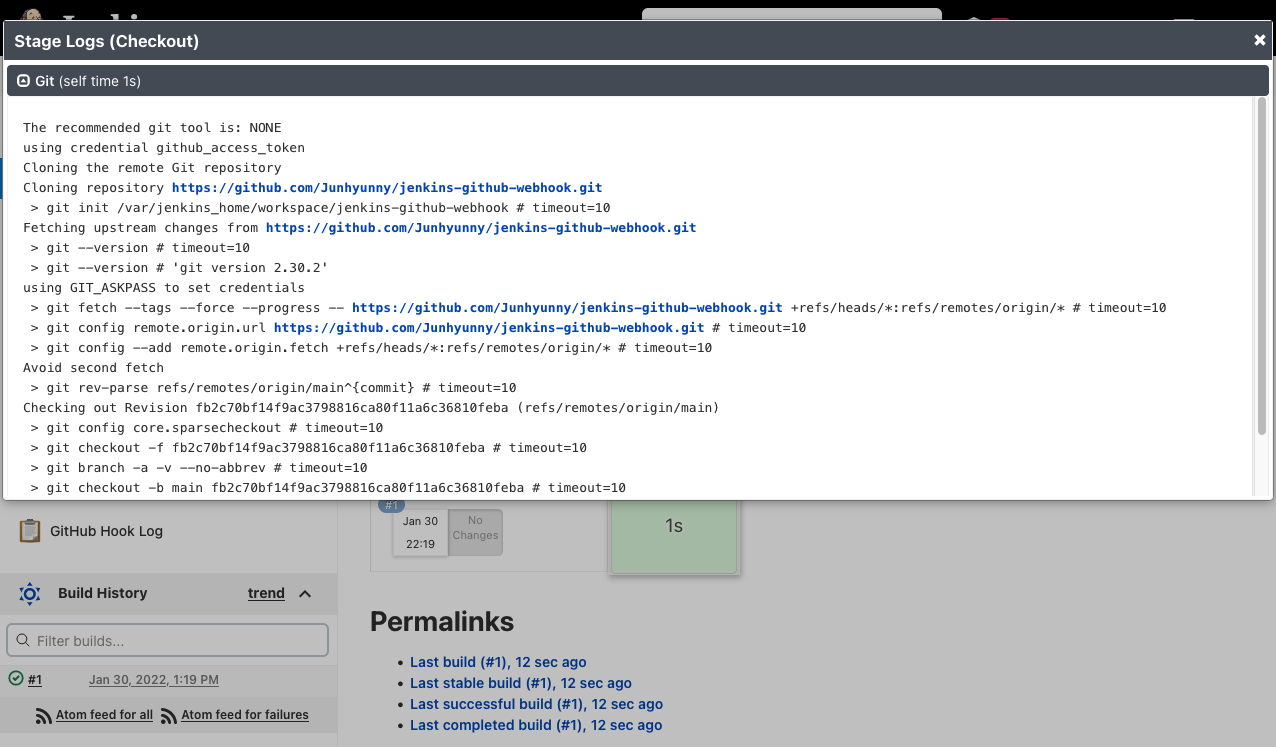 Stage Logs (Checkout)
Git (self time 1s)
The recommended git tool is: NONE
using credential github_access_token
Cloning the remote Git repository
Cloning repository https://github.com/Junhyunny/jenkins-github-webhook.git
> git init /var/jenkins_home/workspace/jenkins-github-webhook # timeout=10
Fetching upstream changes from https://github.com/Junhyunny/jenkins-github-webhook.git
> git --version # timeout=10
> git --version # 'git version 2.30.2'
using GIT_ASKPASS to set credentials
> git fetch --tags --force --progress -- https://github.com/Junhyunny/jenkins-github-webhook.git +refs/heads/*:refs/remotes/origin/* # timeout=10
> git config remote.origin.url https://github.com/Junhyunny/jenkins-github-webhook.git # timeout=10
> git config --add remote.origin.fetch +refs/heads/*:refs/remotes/origin/* # timeout=10
Avoid second fetch
> git rev-parse refs/remotes/origin/main^{commit} # timeout=10
Checking out Revision fb2c70bf14f9ac3798816ca80f11a6c36810feba (refs/remotes/origin/main)
> git config core.sparsecheckout # timeout=10
> git checkout -f fb2c70bf14f9ac3798816ca80f11a6c36810feba # timeout=10
> git branch -a -v --no-abbrev # timeout=10
> git checkout -b main fb2c70bf14f9ac3798816ca80f11a6c36810feba # timeout=10
#1
Jan 30
22:19
No
Changes
1s
GitHub Hook Log
Build History
trend
Filter builds...
#1
Jan 30, 2022, 1:19 PM
Atom feed for all
Atom feed for failures
Permalinks
Last build (#1), 12 sec ago
Last stable build (#1), 12 sec ago
Last successful build (#1), 12 sec ago
Last completed build (#1), 12 sec ago